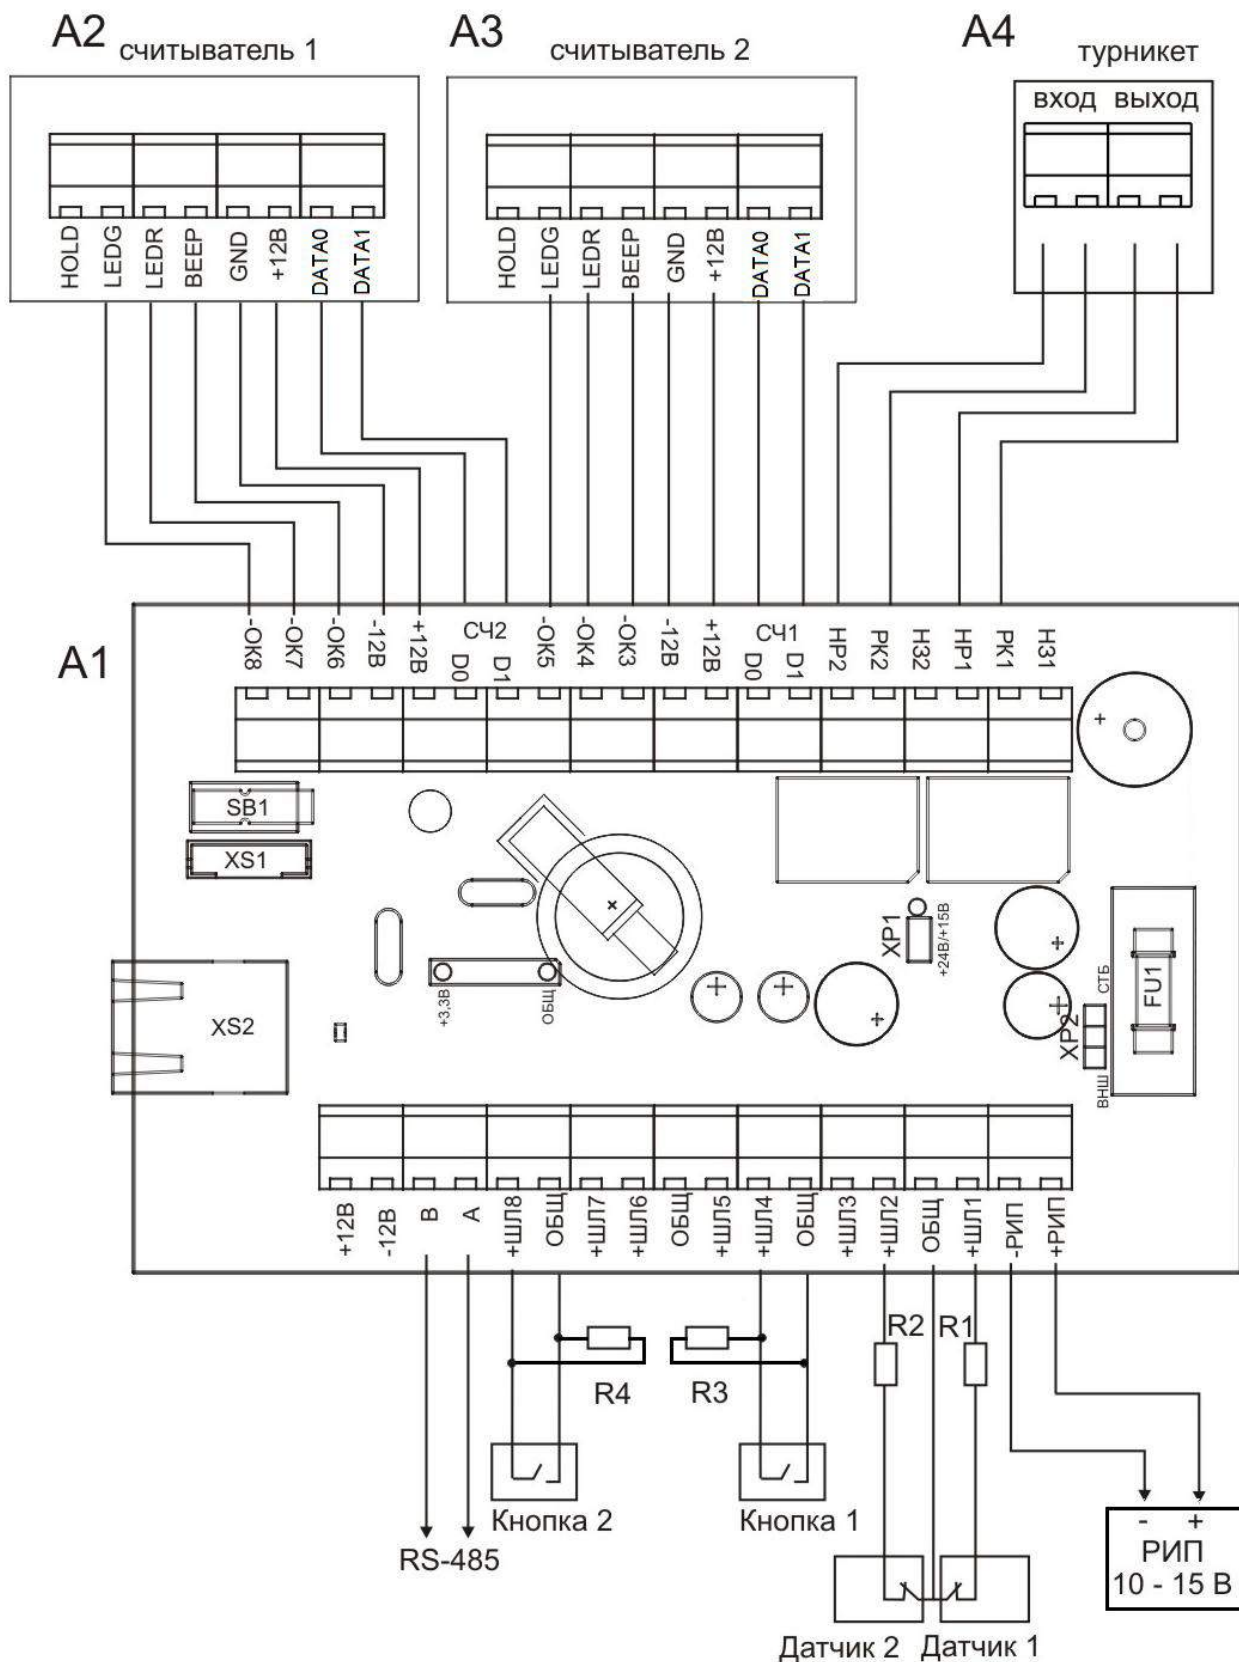 A2
считыватель 1
A3
считыватель 2
A4
турникет
вход выход
HOLD
LEDG
LEDR
BEEP
GND
+12В
DATA0
DATA1
HOLD
LEDG
LEDR
BEEP
GND
+12В
DATA0
DATA1
A1
-ОК8
-ОК7
-ОК6
-12В
+12В
СЧ2
D0
D1
-ОК5
-ОК4
-ОК3
-12В
+12В
СЧ1
D0
D1
НР2
РК2
НЗ2
НР1
РК1
НЗ1
+
SB1
XS1
XS2
+3,3В
ОБЩ
XP1
+24В/+15В
XP2
СТБ
ВНШ
FU1
+12В
-12В
B
A
+ШЛ8
ОБЩ
+ШЛ7
+ШЛ6
ОБЩ
+ШЛ5
+ШЛ4
ОБЩ
+ШЛ3
+ШЛ2
ОБЩ
+ШЛ1
-РИП
+РИП
R4
R3
R2
R1
Кнопка 2
Кнопка 1
RS-485
- +
РИП
10 - 15 В
Датчик 2
Датчик 1